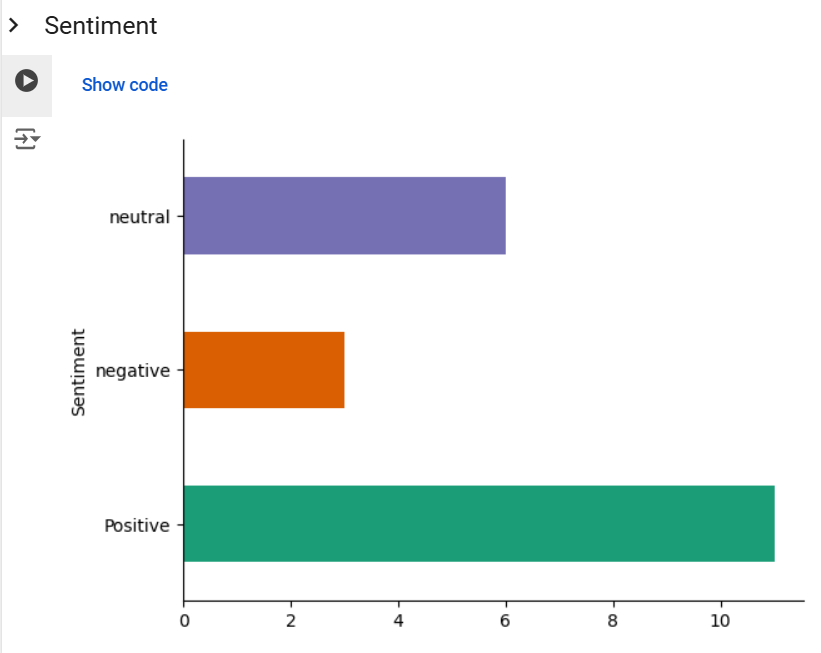 Sentiment
Show code
neutral
negative
Positive
Sentiment
0 2 4 6 8 10